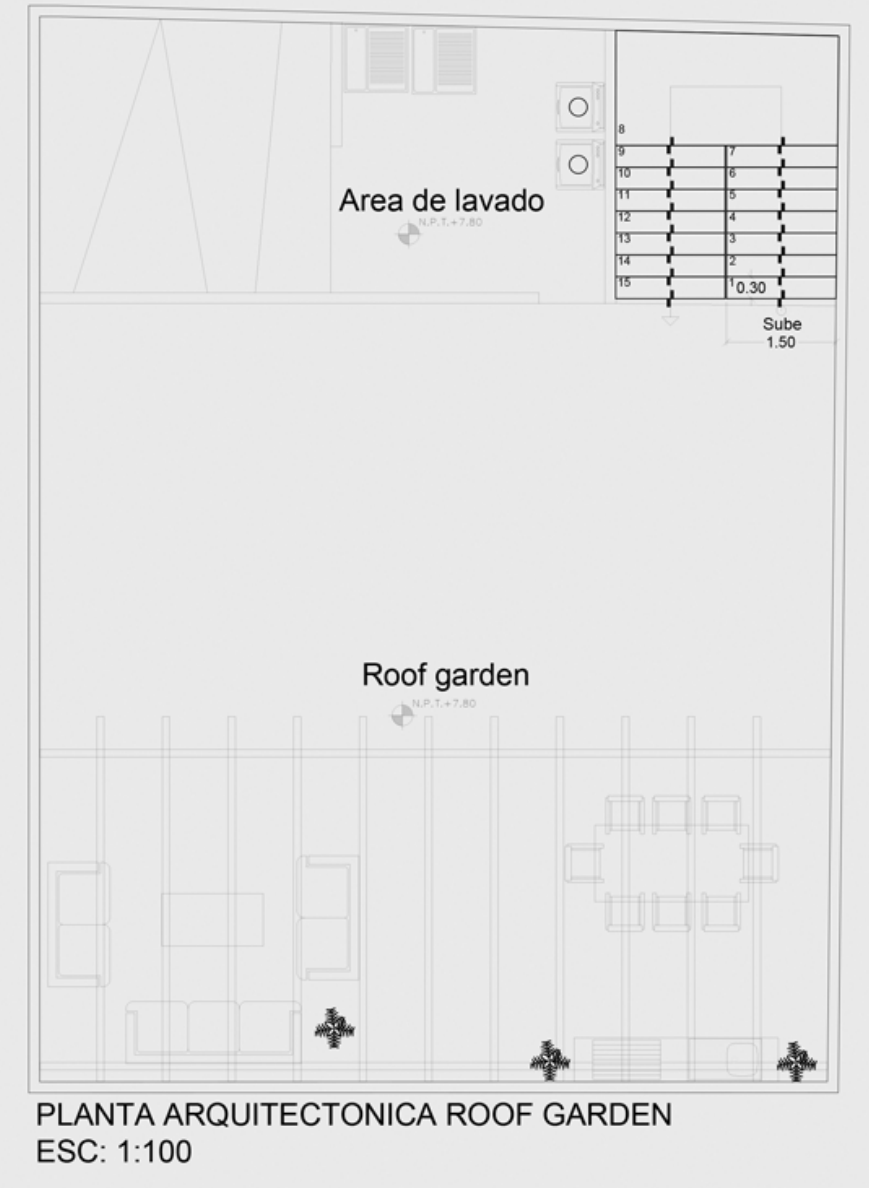 8
9 7
10 6
11 5
Area de lavado
12 4
N.P.T.+7.80
13 3
14 2
15 1 0.30
Sube
1.50
Roof garden
N.P.T.+7.80
PLANTA ARQUITECTONICA ROOF GARDEN
ESC: 1:100